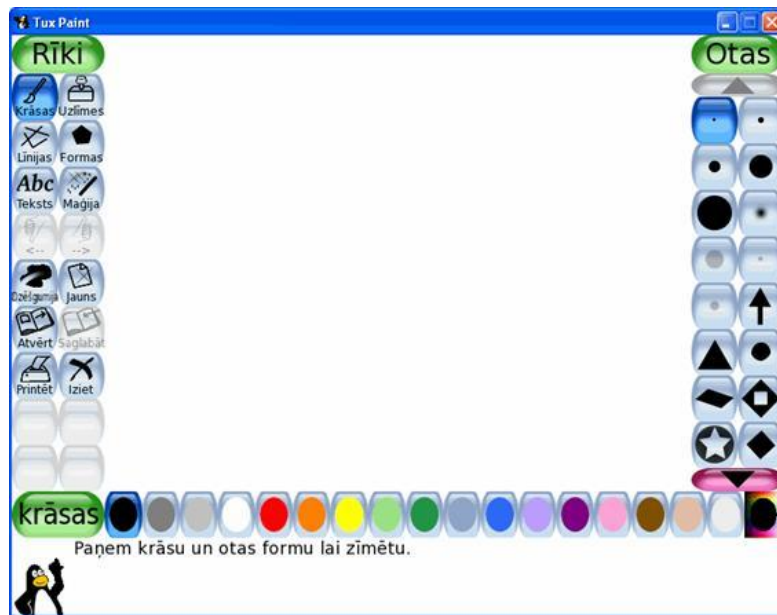 Tux Paint
Rīki
Otas
Krāsas Uzlīmes
Līnijas Formas
Abc
Teksts Maģija
<-- -->
Dzēšgumija Jauns
Atvērt Saglabāt
Printēt Iziet
krāsas
Paņem krāsu un otas formu lai zīmētu.